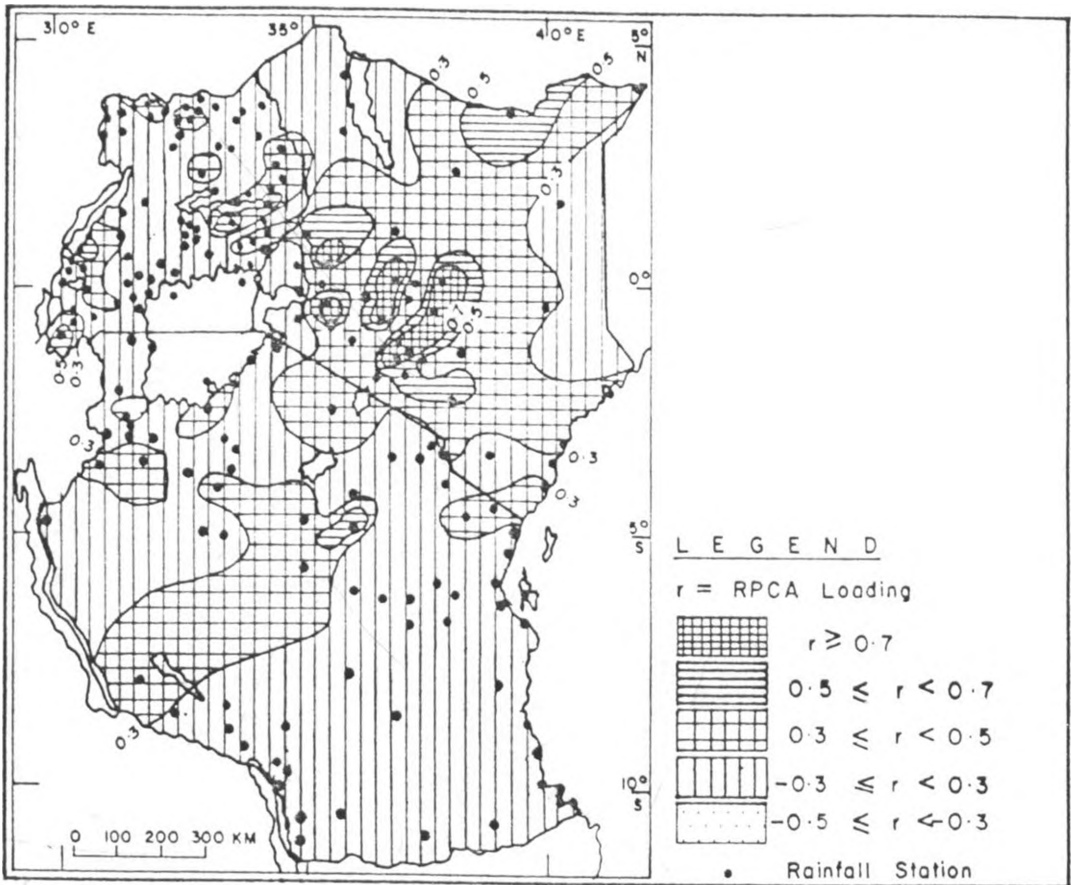 30° E 35° 40° E 5° N
0.3 0.5 0.5
0.3
0°
0.7
0.5
0.5
0.3
0.3
0.3
0.3
5° S
0.3
10° S
0 100 200 300 KM
L E G E N D
r = RPCA Loading
r ≥ 0.7
0.5 ≤ r < 0.7
0.3 ≤ r < 0.5
-0.3 ≤ r < 0.3
-0.5 ≤ r <-0.3
Rainfall Station